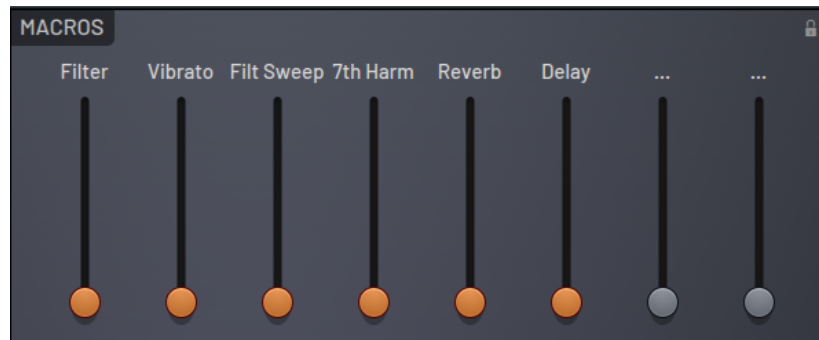 MACROS
Filter Vibrato Filt Sweep 7th Harm Reverb Delay ... ...